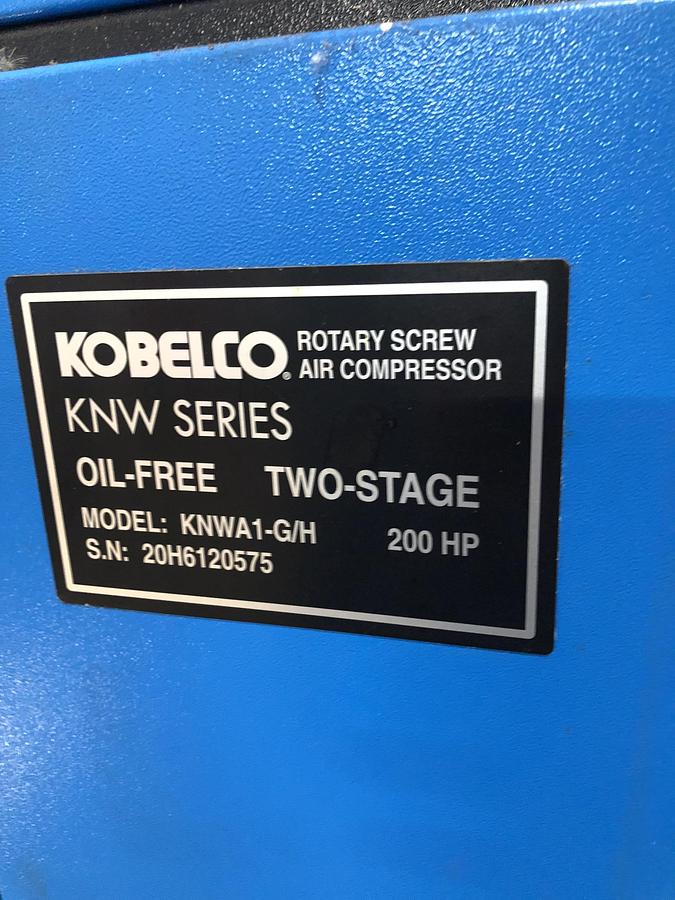 KOBELCO® ROTARY SCREW
AIR COMPRESSOR
KNW SERIES
OIL-FREE TWO-STAGE
MODEL: KNWA1-G/H 200 HP
S.N: 20H6120575